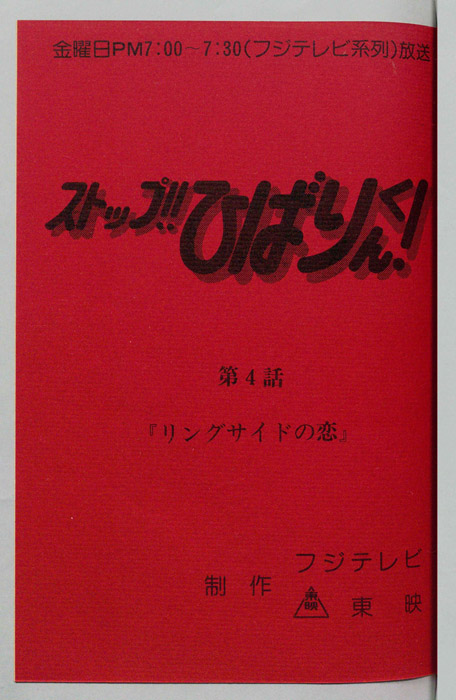 金曜日PM7:00〜7:30(フジテレビ系列)放送
ストップ!!ひばりくん!
第4話
『リングサイドの恋』
フジテレビ
制作 東映 東映